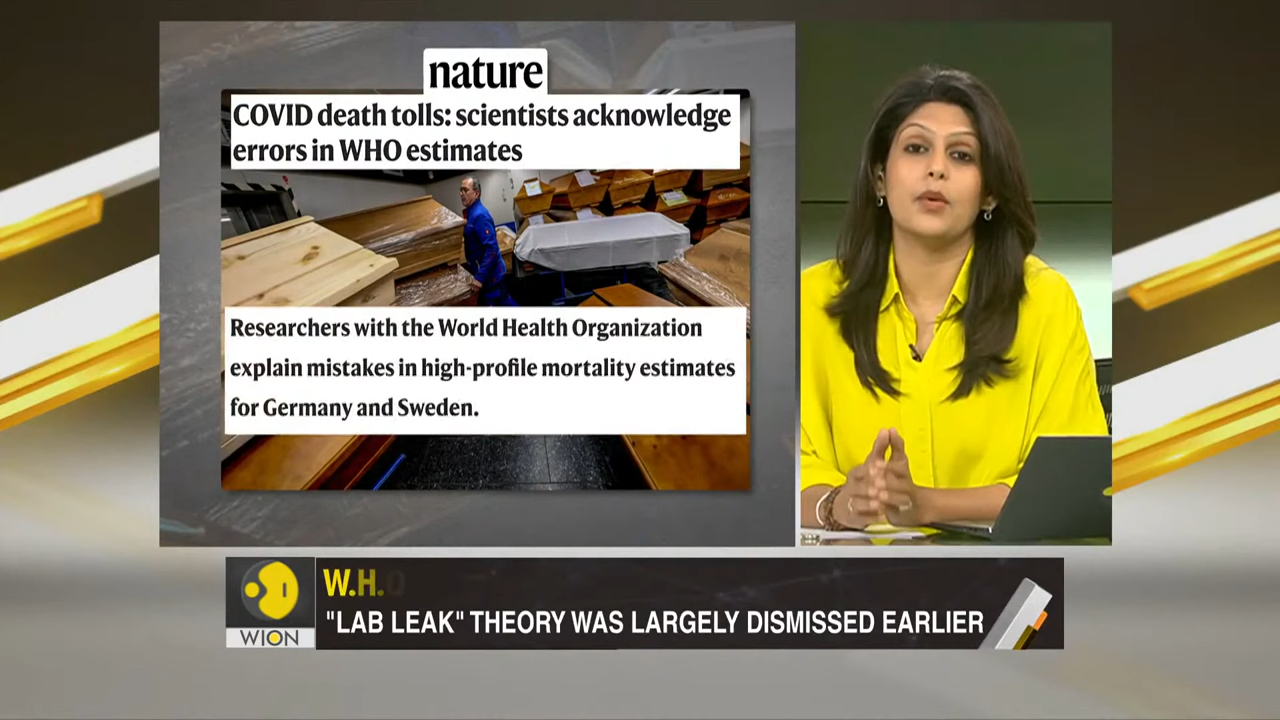 nature
COVID death tolls: scientists acknowledge
errors in WHO estimates
Researchers with the World Health Organization
explain mistakes in high-profile mortality estimates
for Germany and Sweden.
W.H.O
"LAB LEAK" THEORY WAS LARGELY DISMISSED EARLIER
WION